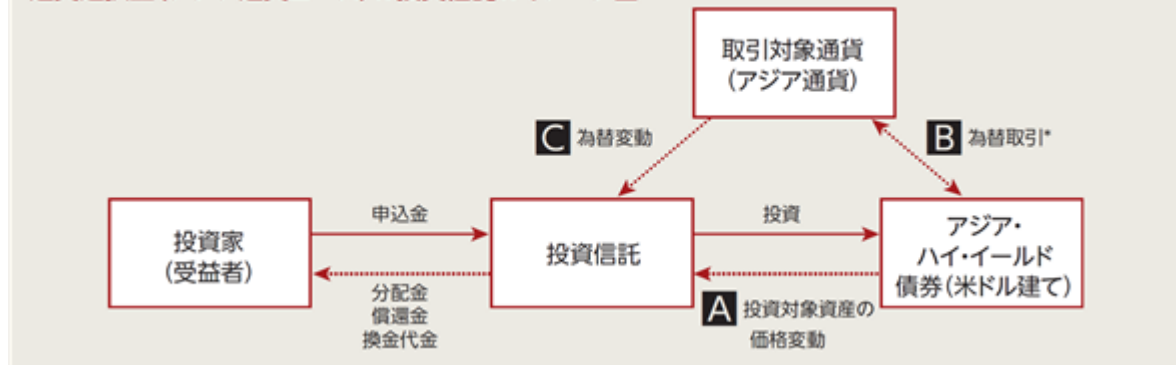 取引対象通貨
(アジア通貨)
C 為替変動
B 為替取引*
投資家
(受益者)
申込金
分配金
償還金
換金代金
投資信託
投資
A 投資対象資産の
価格変動
アジア・
ハイ・イールド
債券(米ドル建て)